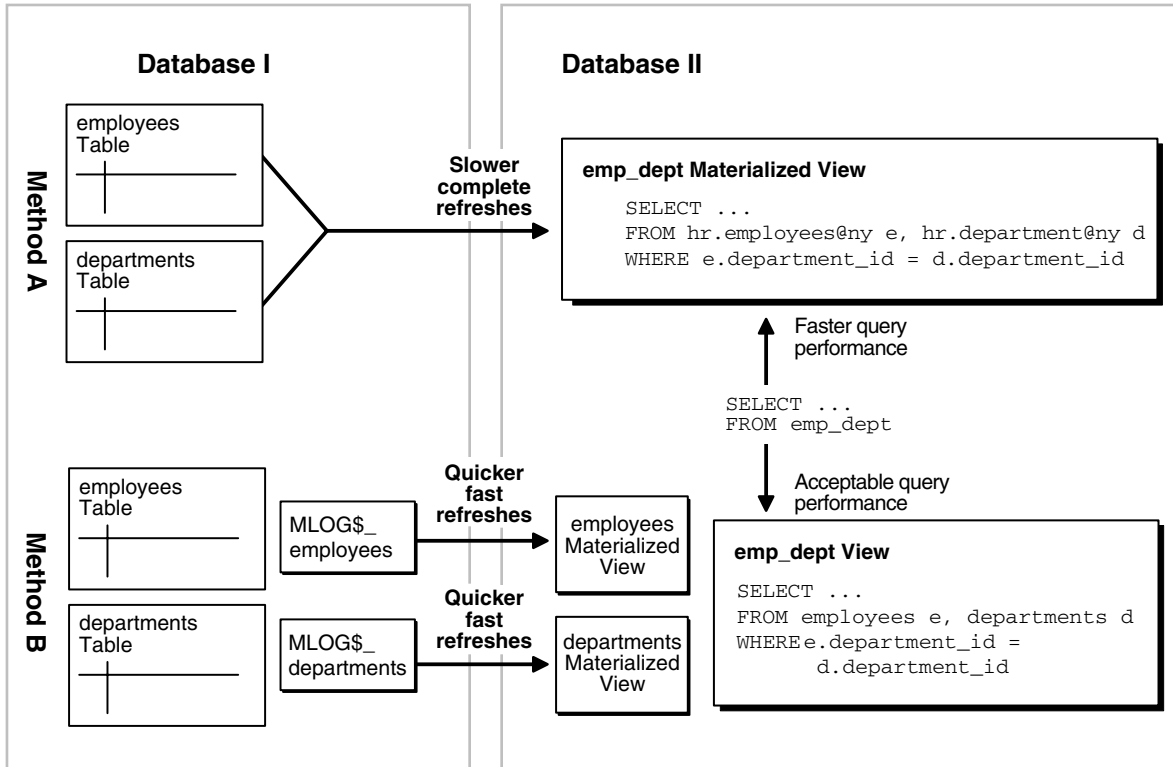 Database I
Database II
Method A
employees
Table
departments
Table
Slower
complete
refreshes
emp_dept Materialized View
SELECT ...
FROM hr.employees@ny e, hr.department@ny d
WHERE e.department_id = d.department_id
Faster query
performance
SELECT ...
FROM emp_dept
Acceptable query
performance
Method B
employees
Table
MLOG$_
employees
Quicker
fast
refreshes
employees
Materialized
View
departments
Table
MLOG$_
departments
Quicker
fast
refreshes
departments
Materialized
View
emp_dept View
SELECT ...
FROM employees e, departments d
WHERE e.department_id =
d.department_id